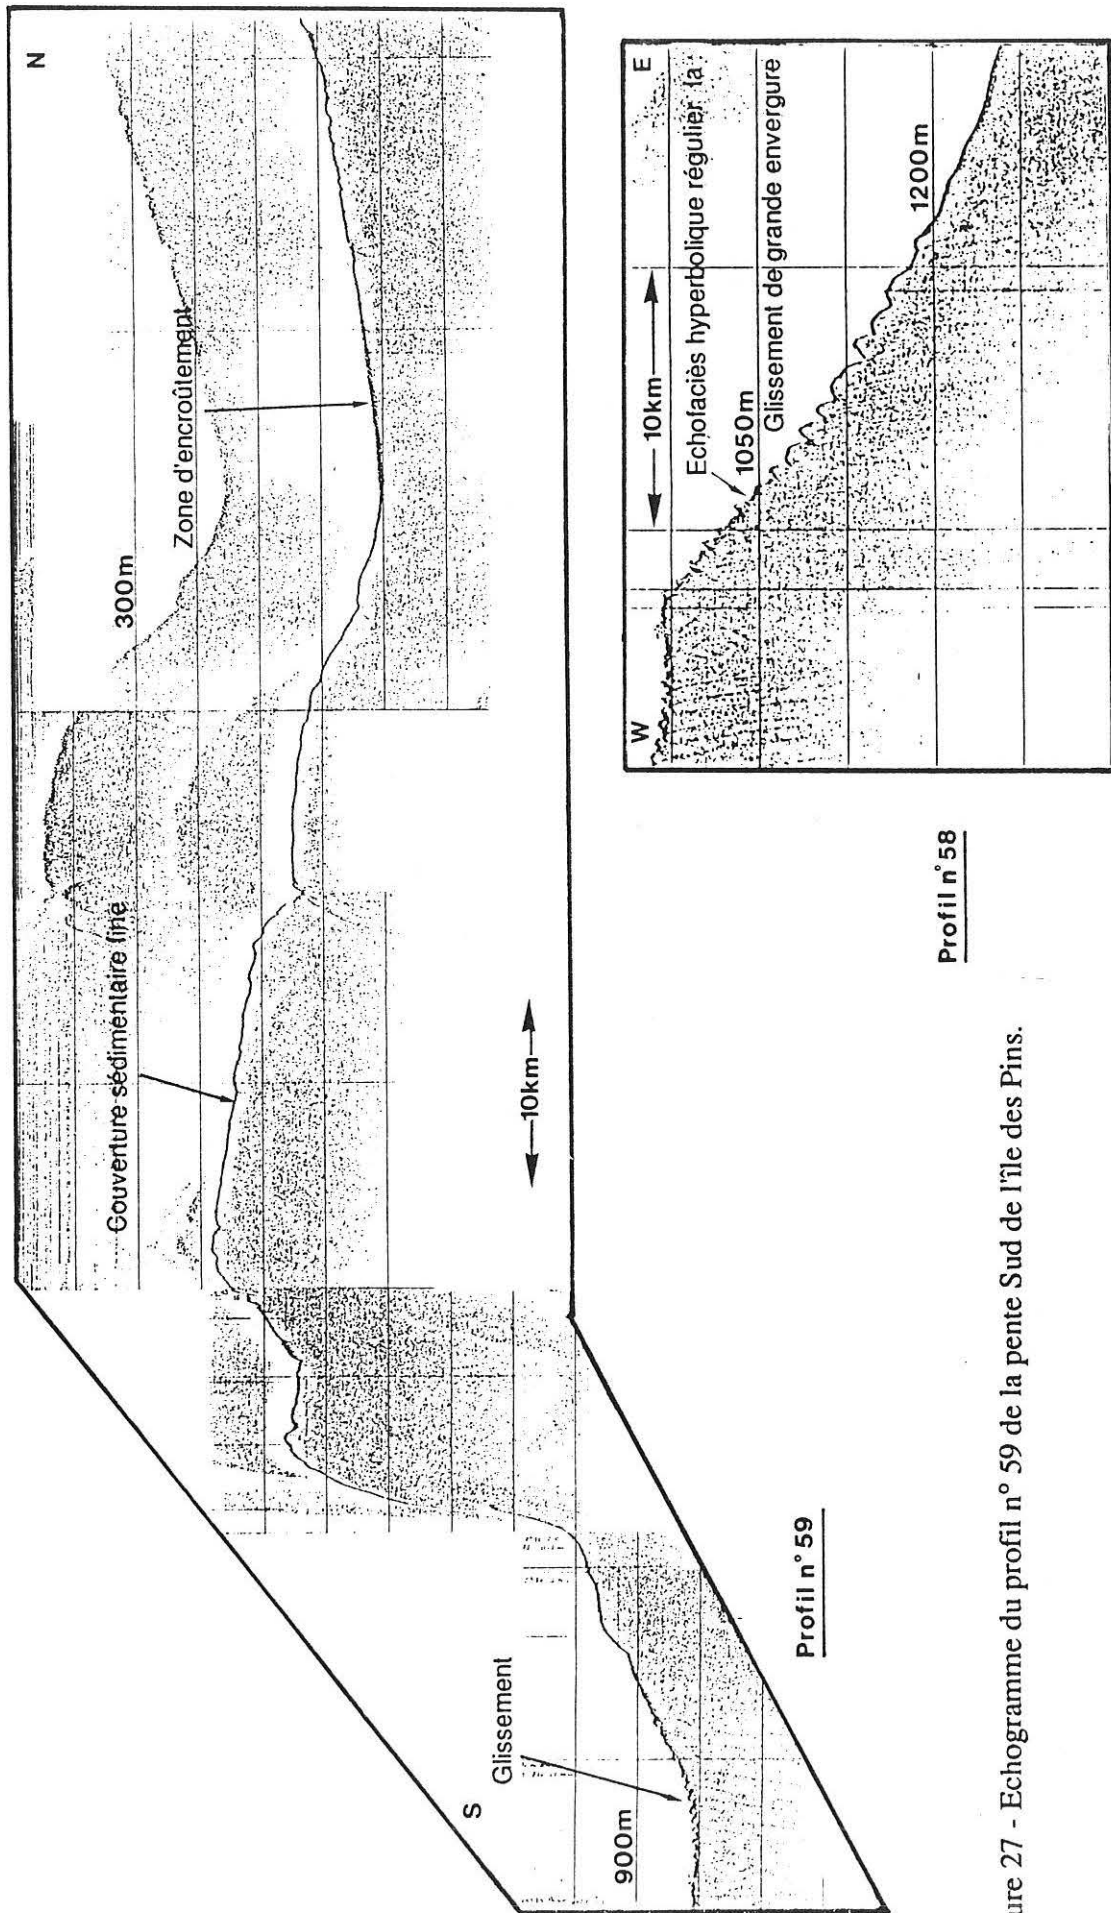 S
N
Glissement
900m
Couverture sédimentaire fine
300m
Zone d'encroûtement
10km
Profil n° 59
W
E
10km
Echofaciès hyperbolique régulier la
1050m
Glissement de grande envergure
1200m
Profil n° 58
ure 27 - Echogramme du profil n° 59 de la pente Sud de l'île des Pins.